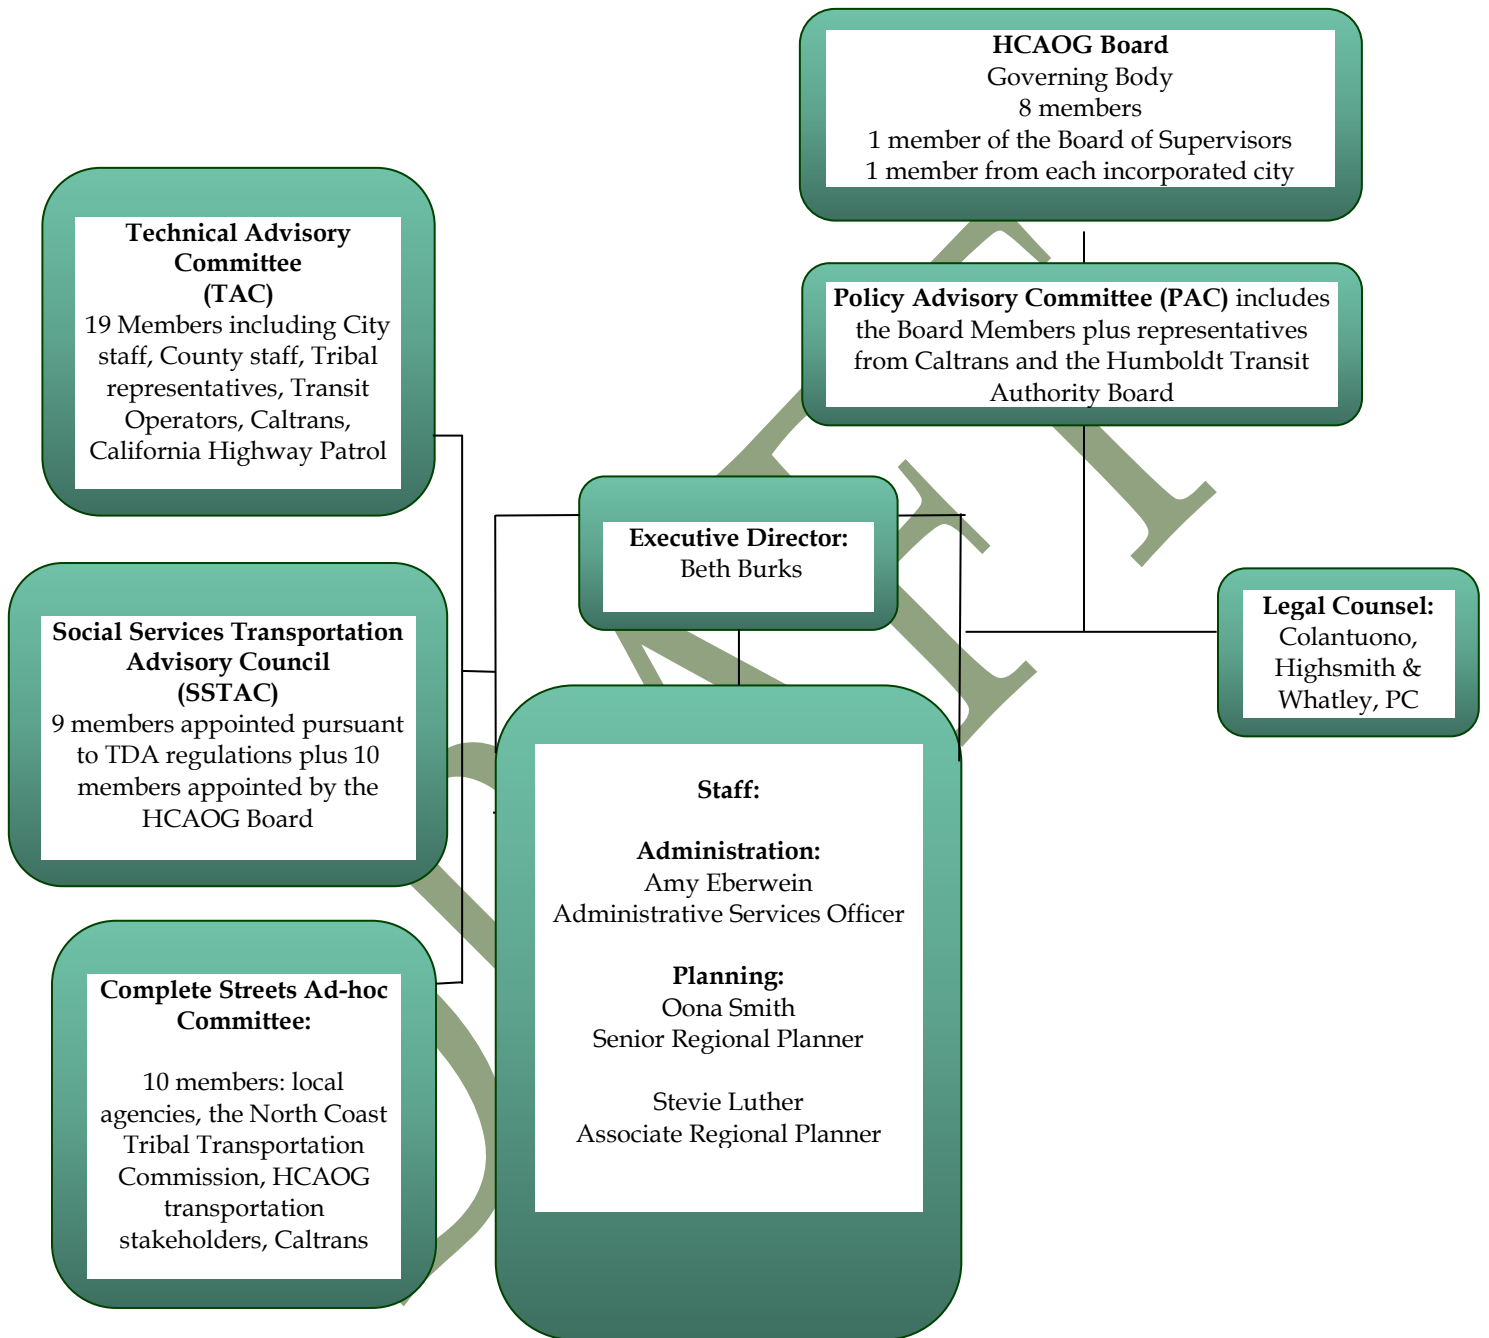 HCAOG Board
Governing Body
8 members
1 member of the Board of Supervisors
1 member from each incorporated city
Technical Advisory
Committee
(TAC)
19 Members including City
staff, County staff, Tribal
representatives, Transit
Operators, Caltrans,
California Highway Patrol
Policy Advisory Committee (PAC) includes
the Board Members plus representatives
from Caltrans and the Humboldt Transit
Authority Board
Executive Director:
Beth Burks
Legal Counsel:
Colantuono,
Highsmith &
Whatley, PC
Social Services Transportation
Advisory Council
(SSTAC)
9 members appointed pursuant
to TDA regulations plus 10
members appointed by the
HCAOG Board
Staff:
Administration:
Amy Eberwein
Administrative Services Officer
Planning:
Oona Smith
Senior Regional Planner
Stevie Luther
Associate Regional Planner
Complete Streets Ad-hoc
Committee:
10 members: local
agencies, the North Coast
Tribal Transportation
Commission, HCAOG
transportation
stakeholders, Caltrans
DRAFT